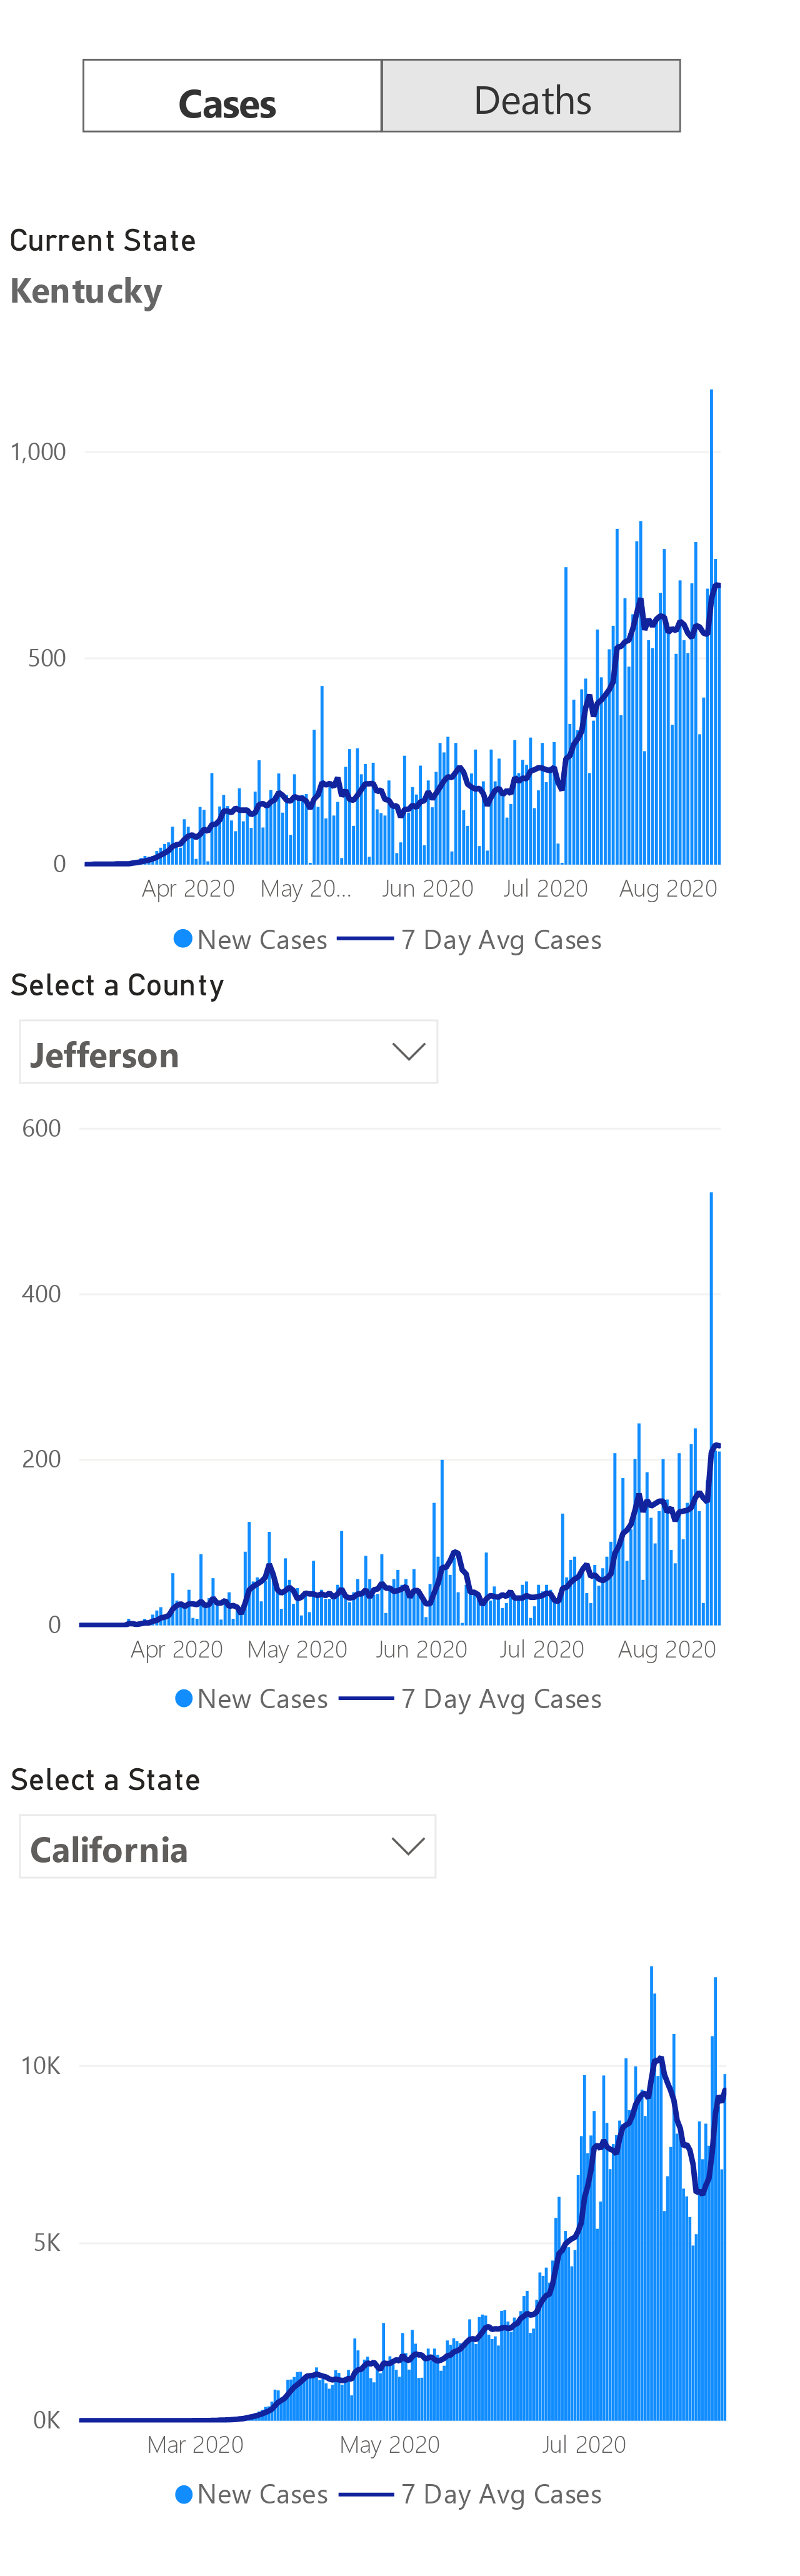 Cases Deaths
Current State
Kentucky
1,000
500
0
Apr 2020 May 20... Jun 2020 Jul 2020 Aug 2020
New Cases 7 Day Avg Cases
Select a County
Jefferson
600
400
200
0
Apr 2020 May 2020 Jun 2020 Jul 2020 Aug 2020
New Cases 7 Day Avg Cases
Select a State
California
10K
5K
0K
Mar 2020 May 2020 Jul 2020
New Cases 7 Day Avg Cases